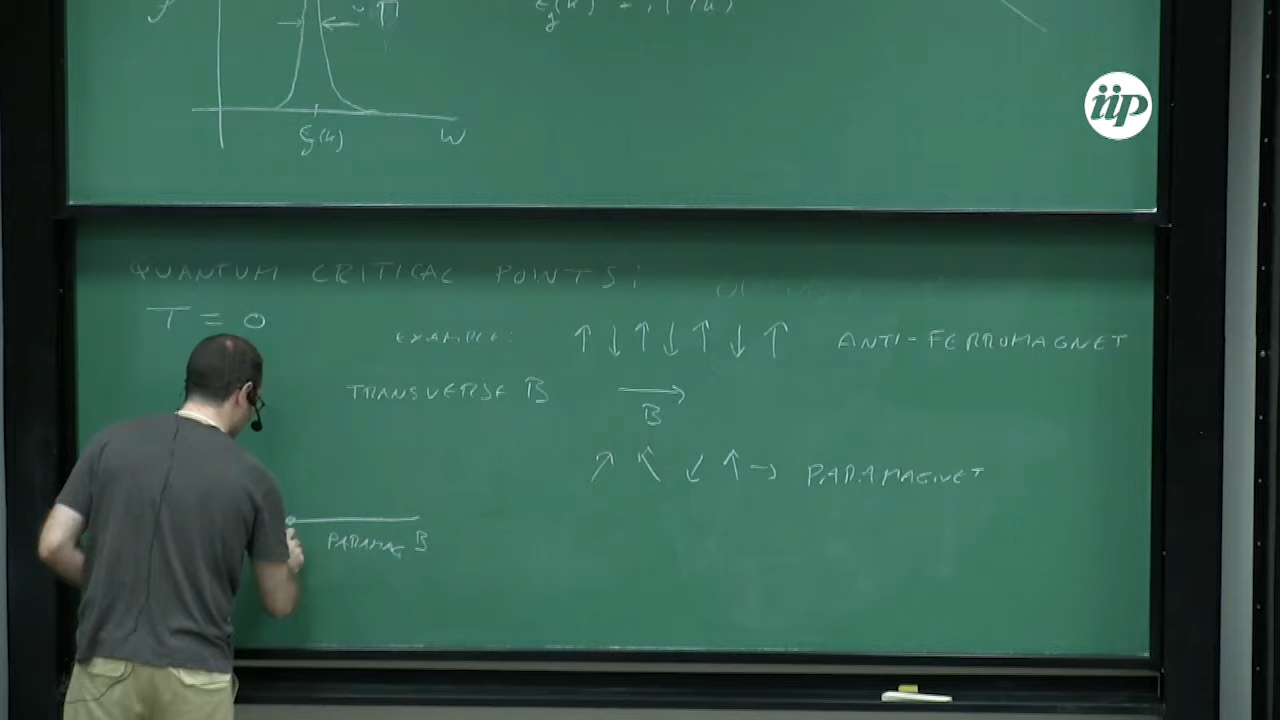 iip
Γ
ω
QUANTUM CRITICAL POINTS:
T = 0
EXAMPLE: ↑ ↓ ↑ ↓ ↑ ↓ ↑ ANTI-FERROMAGNET
TRANSVERSE B →
B
↗ ↖ ↙ ↑ → PARAMAGNET
PARAMAG B